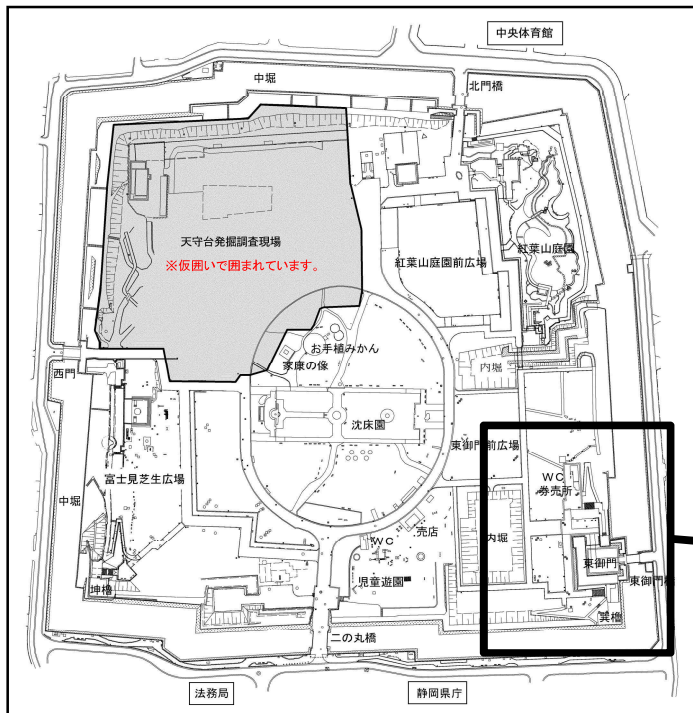 中央体育館
中堀
北門橋
天守台発掘調査現場
※仮囲いで囲まれています。
紅葉山庭園前広場
紅葉山庭園
お手植みかん
家康の像
西門
内堀
沈床園
東御門前広場
富士見芝生広場
WC
券売所
中堀
売店
WC
内堀
東御門
東御門橋
児童遊園
坤櫓
巽櫓
二の丸橋
法務局
静岡県庁